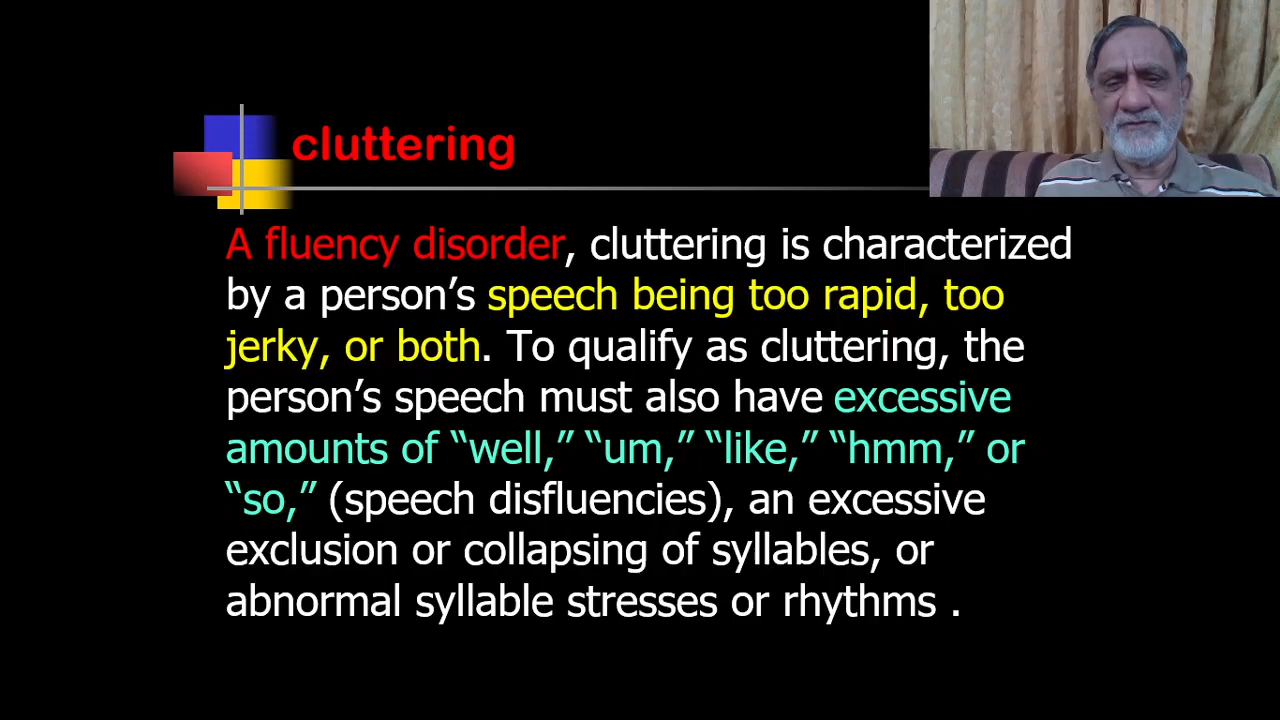 cluttering
A fluency disorder, cluttering is characterized
by a person’s speech being too rapid, too
jerky, or both. To qualify as cluttering, the
person’s speech must also have excessive
amounts of “well,” “um,” “like,” “hmm,” or
“so,” (speech disfluencies), an excessive
exclusion or collapsing of syllables, or
abnormal syllable stresses or rhythms .